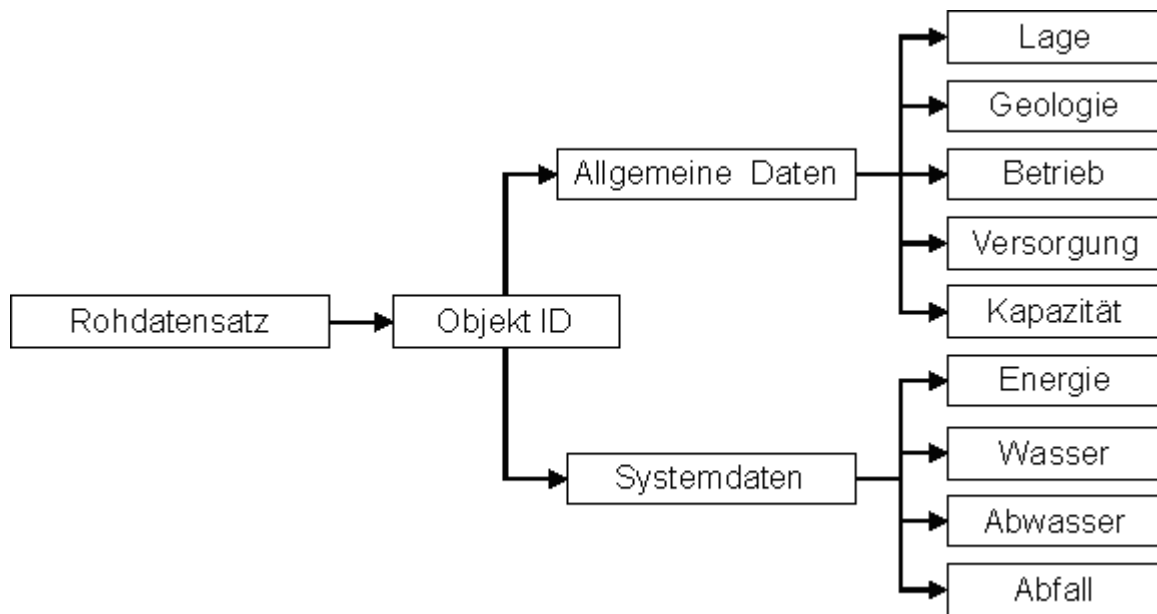 Rohdatensatz
Objekt ID
Allgemeine Daten
Lage
Geologie
Betrieb
Versorgung
Kapazität
Systemdaten
Energie
Wasser
Abwasser
Abfall